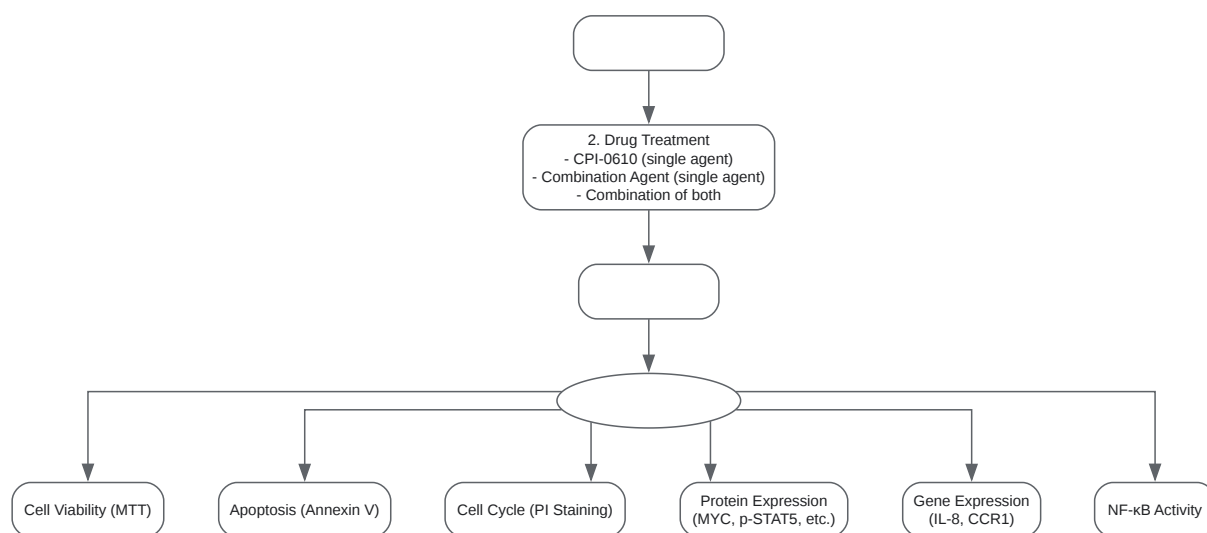 2. Drug Treatment
- CPI-0610 (single agent)
- Combination Agent (single agent)
- Combination of both
Cell Viability (MTT)
Apoptosis (Annexin V)
Cell Cycle (PI Staining)
Protein Expression
(MYC, p-STAT5, etc.)
Gene Expression
(IL-8, CCR1)
NF-κB Activity